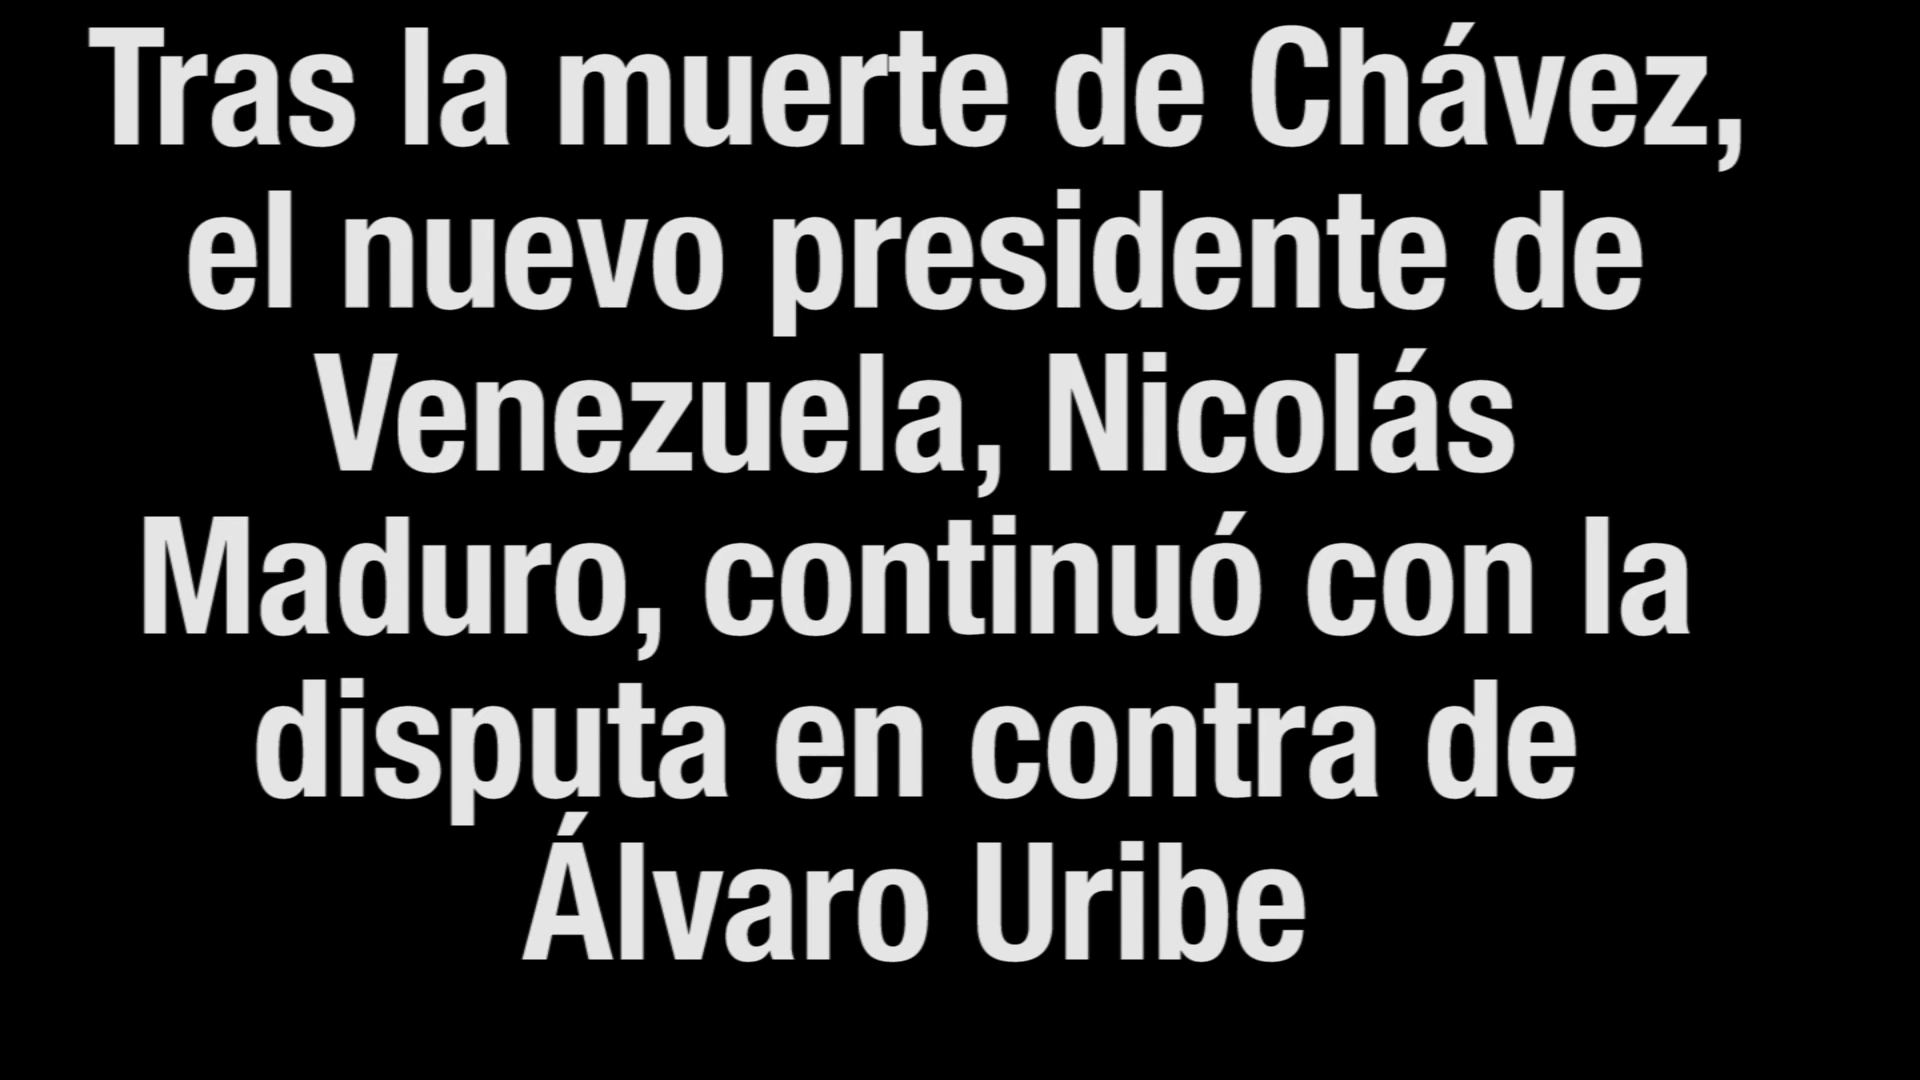 Tras la muerte de Chávez,
el nuevo presidente de
Venezuela, Nicolás
Maduro, continuó con la
disputa en contra de
Álvaro Uribe